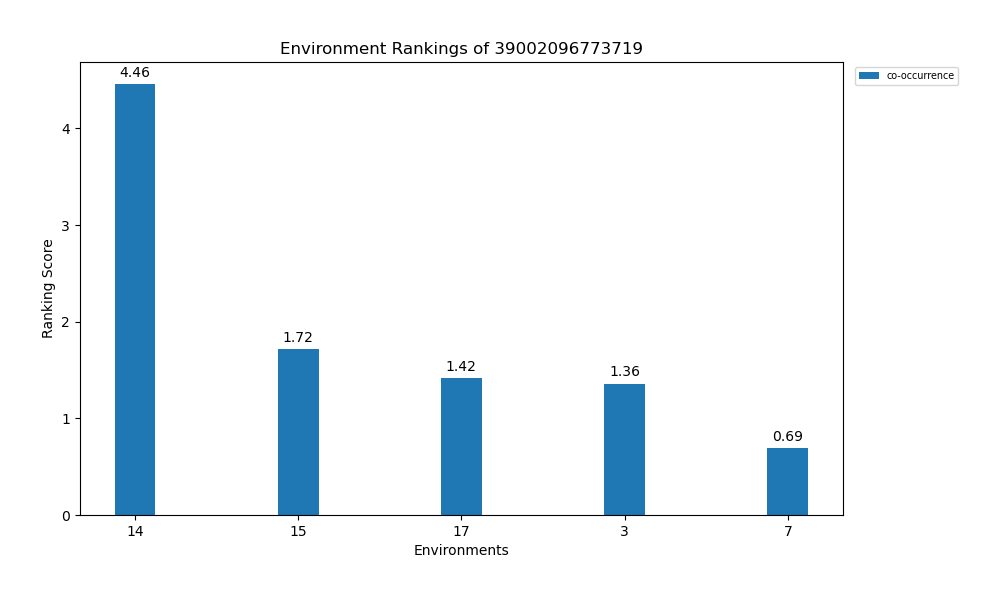 Environment Rankings of 39002096773719
co-occurrence
Ranking Score
4
3
2
1
0
4.46
1.72
1.42
1.36
0.69
14 15 17 3 7
Environments